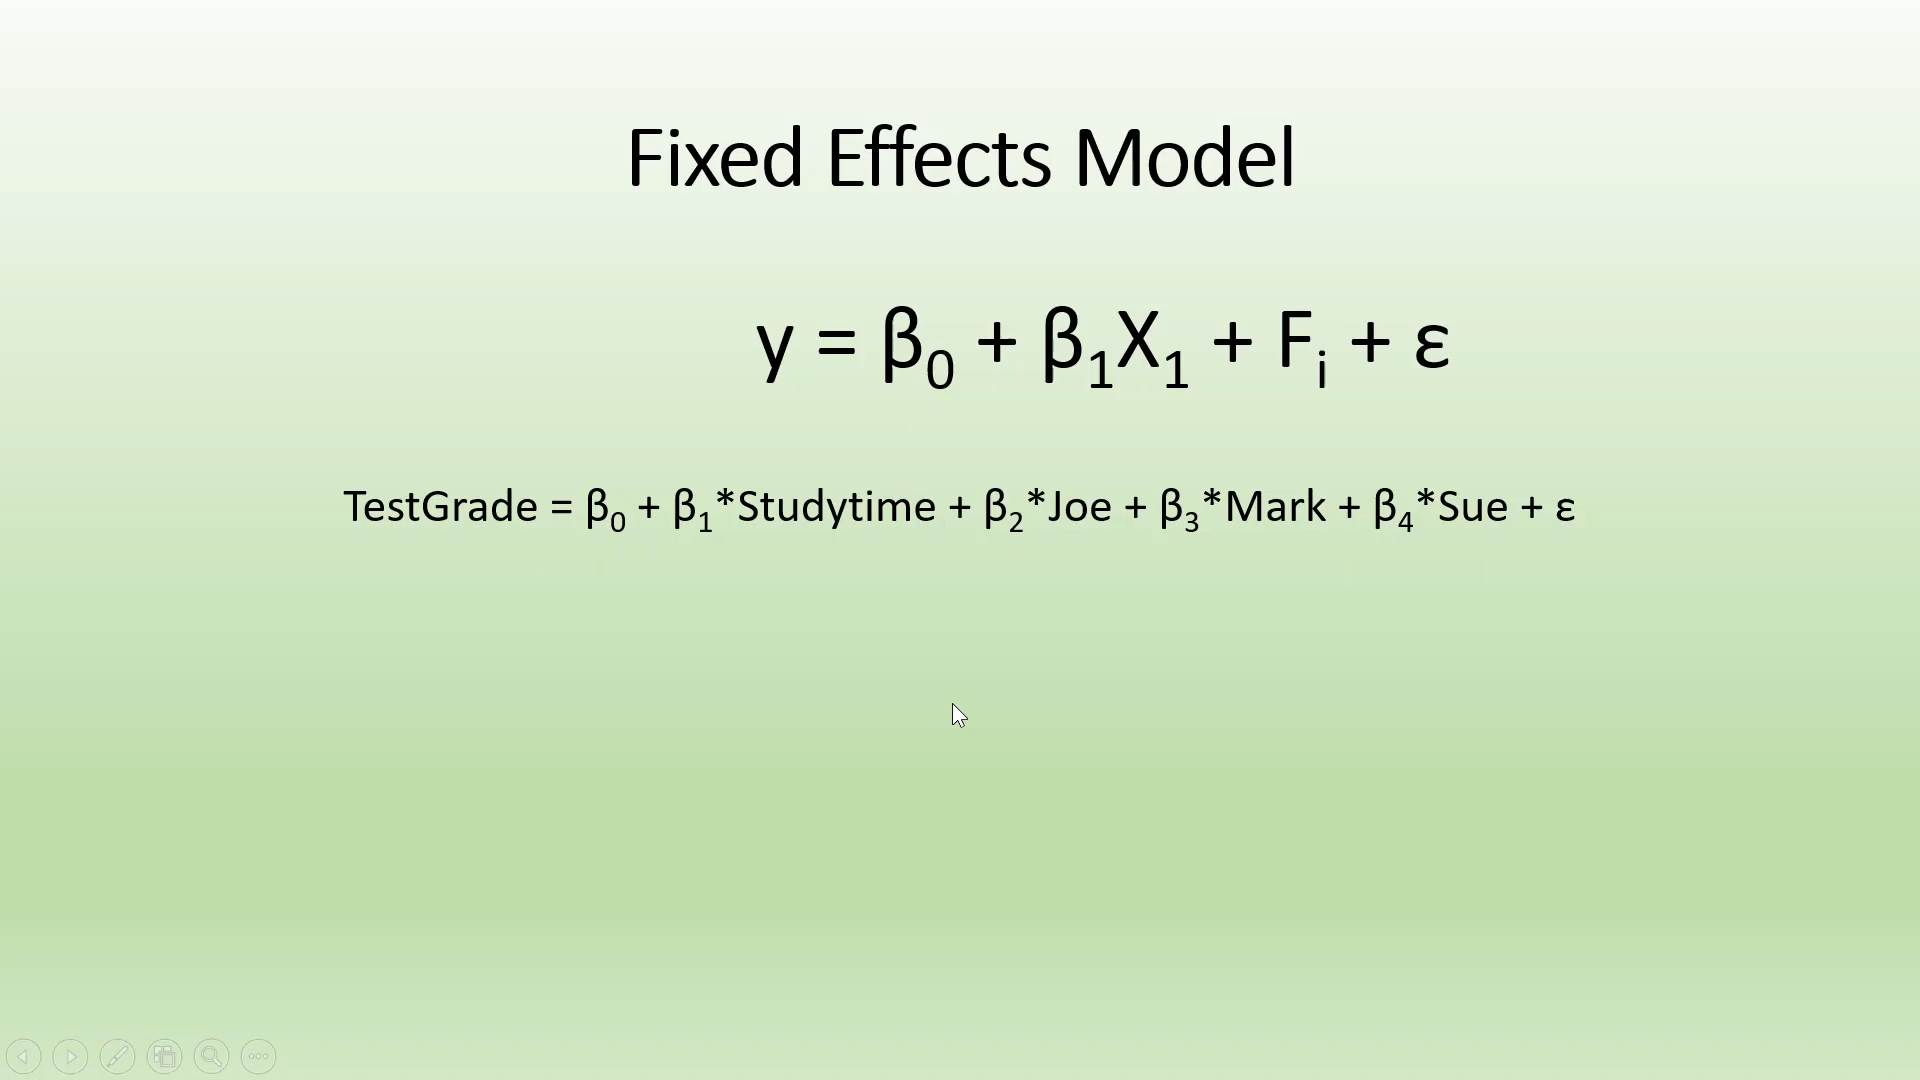 Fixed Effects Model
y = β₀ + β₁X₁ + Fᵢ + ε
TestGrade = β₀ + β₁*Studytime + β₂*Joe + β₃*Mark + β₄*Sue + ε